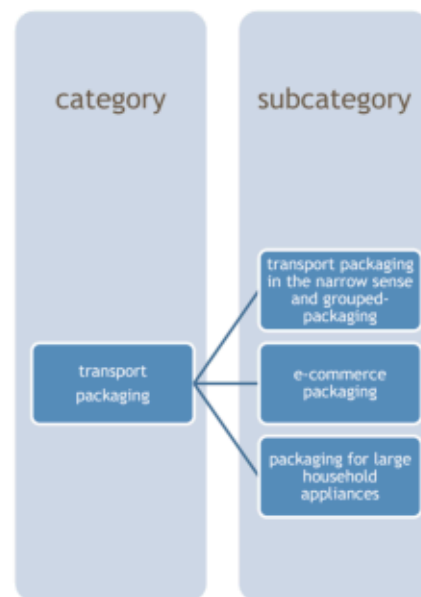 category
subcategory
transport
packaging
transport packaging
in the narrow sense
and grouped-
packaging
e-commerce
packaging
packaging for large
household
appliances